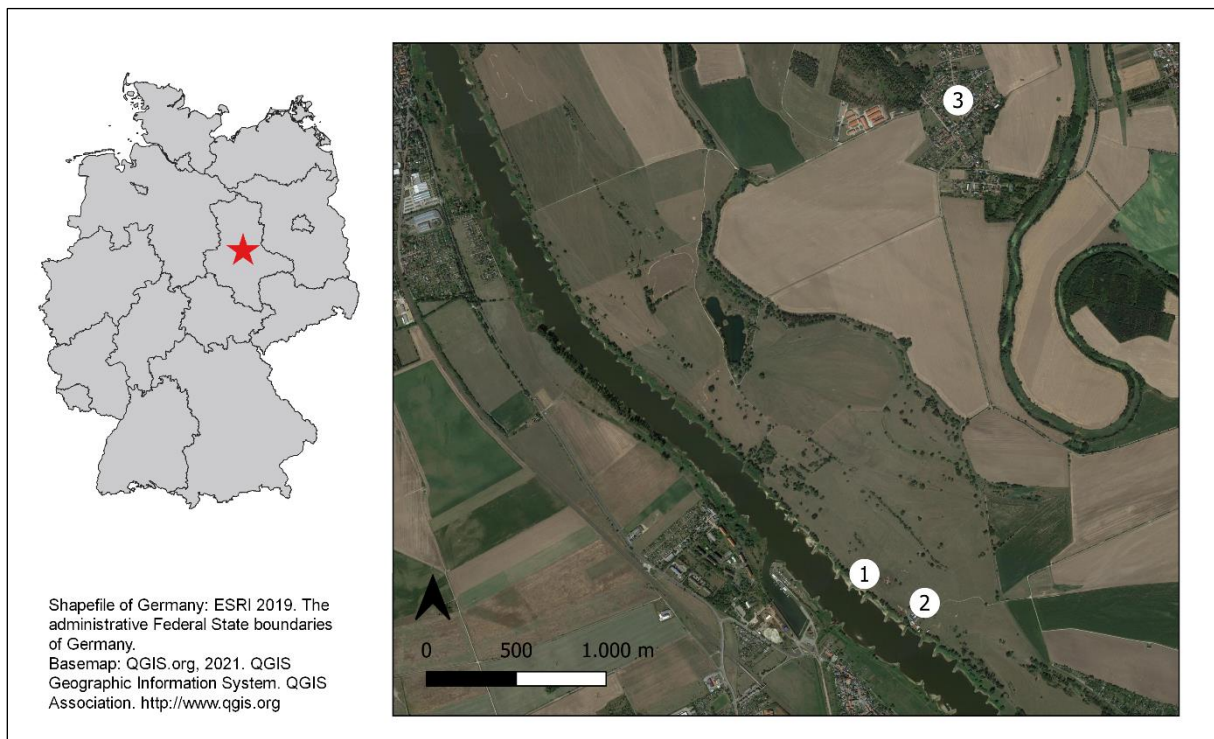 3
1
2
0 500 1.000 m
Shapefile of Germany: ESRI 2019. The
administrative Federal State boundaries
of Germany.
Basemap: QGIS.org, 2021. QGIS
Geographic Information System. QGIS
Association. http://www.qgis.org